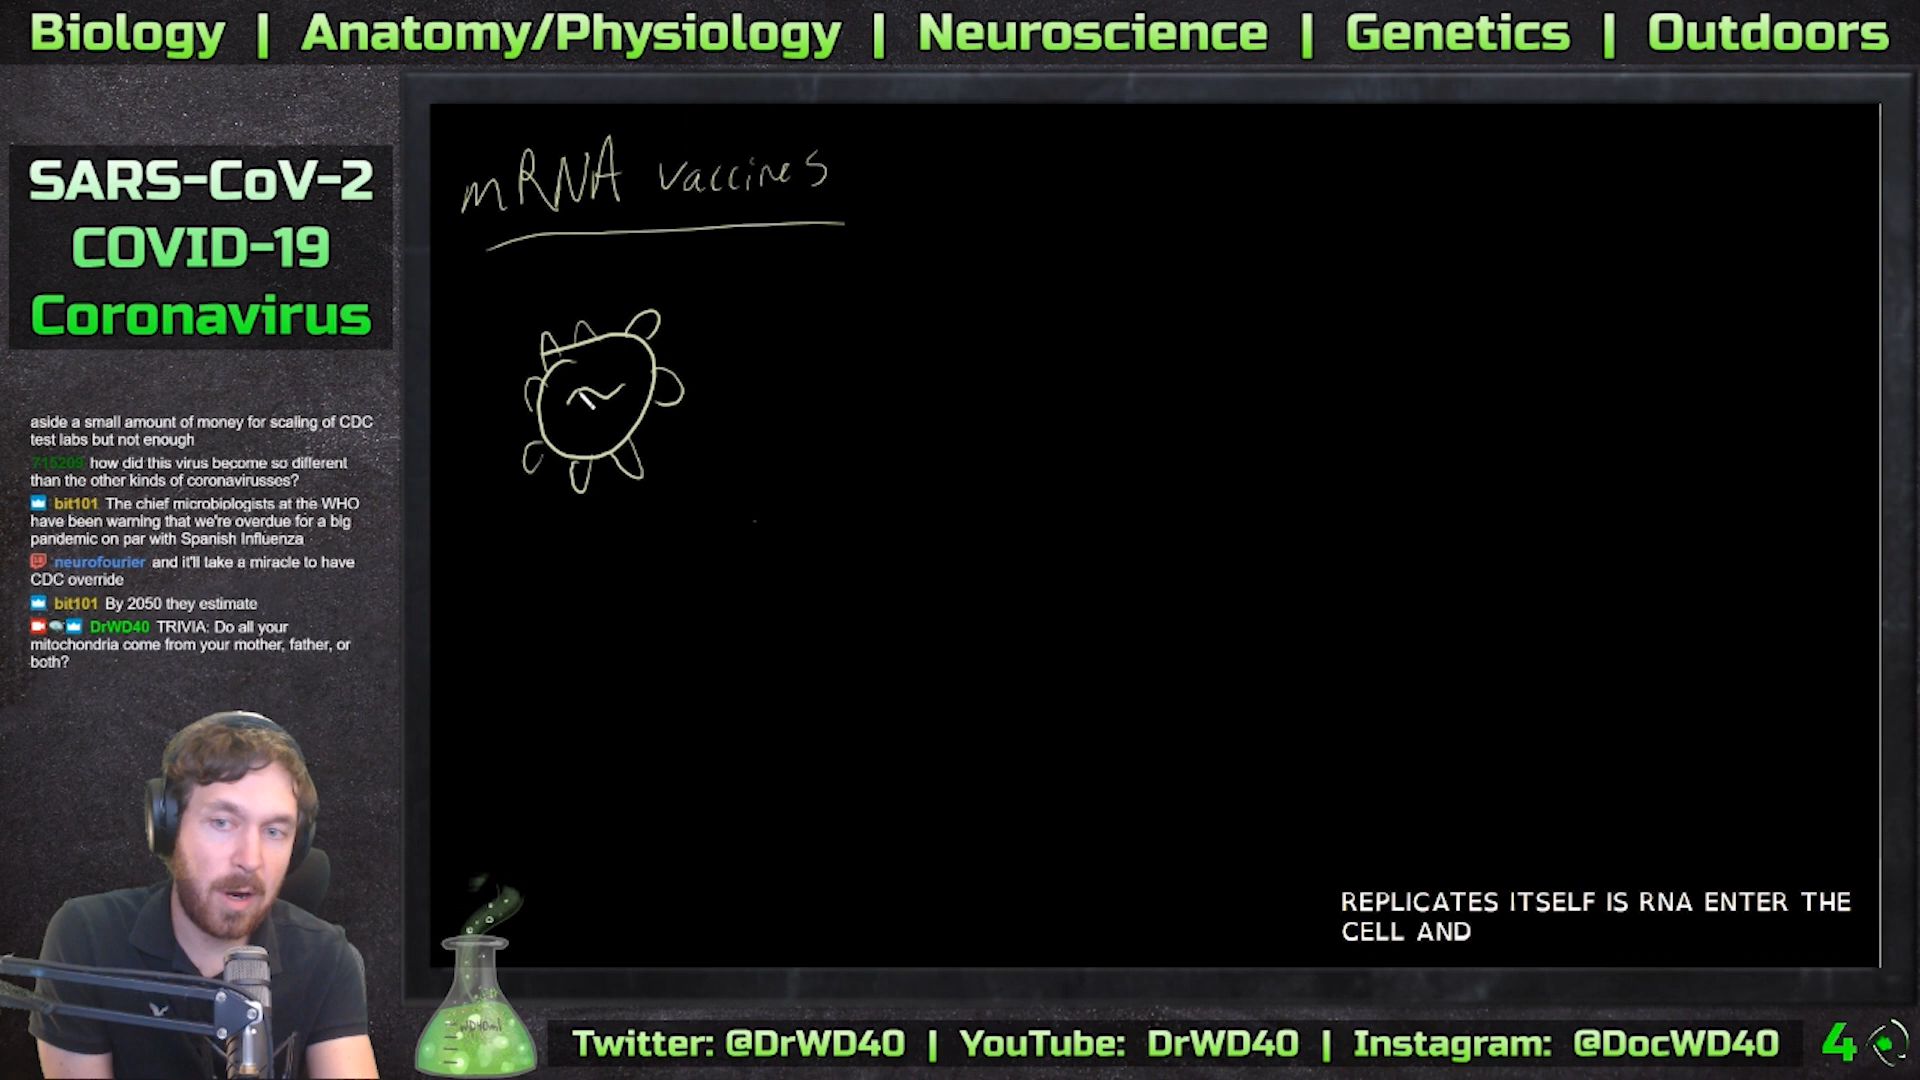 Biology | Anatomy/Physiology | Neuroscience | Genetics | Outdoors
SARS-CoV-2
COVID-19
Coronavirus
mRNA vaccines
aside a small amount of money for scaling of CDC
test labs but not enough
715209 how did this virus become so different
than the other kinds of coronavirusses?
bit101 The chief microbiologists at the WHO
have been warning that we're overdue for a big
pandemic on par with Spanish Influenza
neurofourier and it'll take a miracle to have
CDC override
bit101 By 2050 they estimate
DrWD40 TRIVIA: Do all your
mitochondria come from your mother, father, or
both?
REPLICATES ITSELF IS RNA ENTER THE
CELL AND
WD40ml
Twitter: @DrWD40 | YouTube: DrWD40 | Instagram: @DocWD40
4